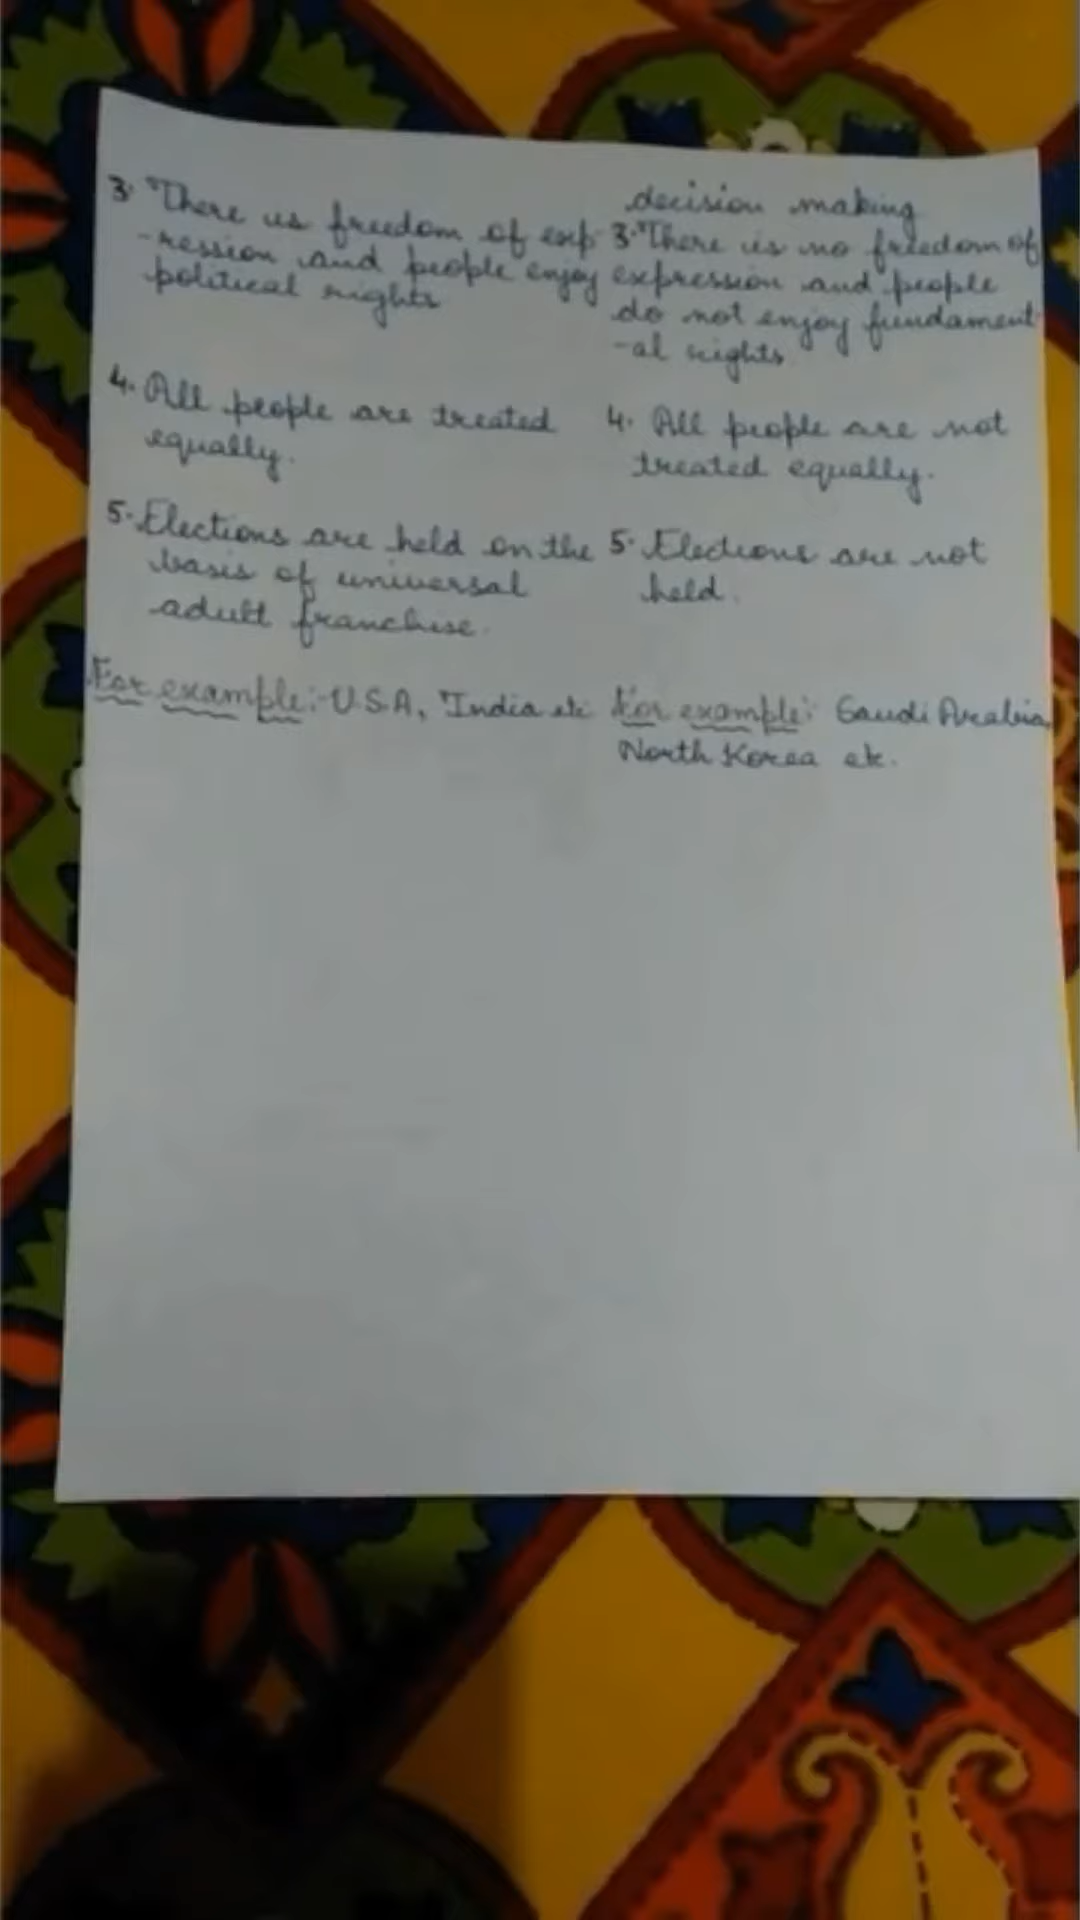 3. There is freedom of exp
-ression and people enjoy
political rights
4. All people are treated
equally.
5. Elections are held on the
basis of universal
adult franchise.
For example:- U.S.A, India etc
decision making
3. There is no freedom of
expression and people
do not enjoy fundament
-al rights
4. All people are not
treated equally.
5. Elections are not
held.
For example: Saudi Arabia,
North Korea etc.